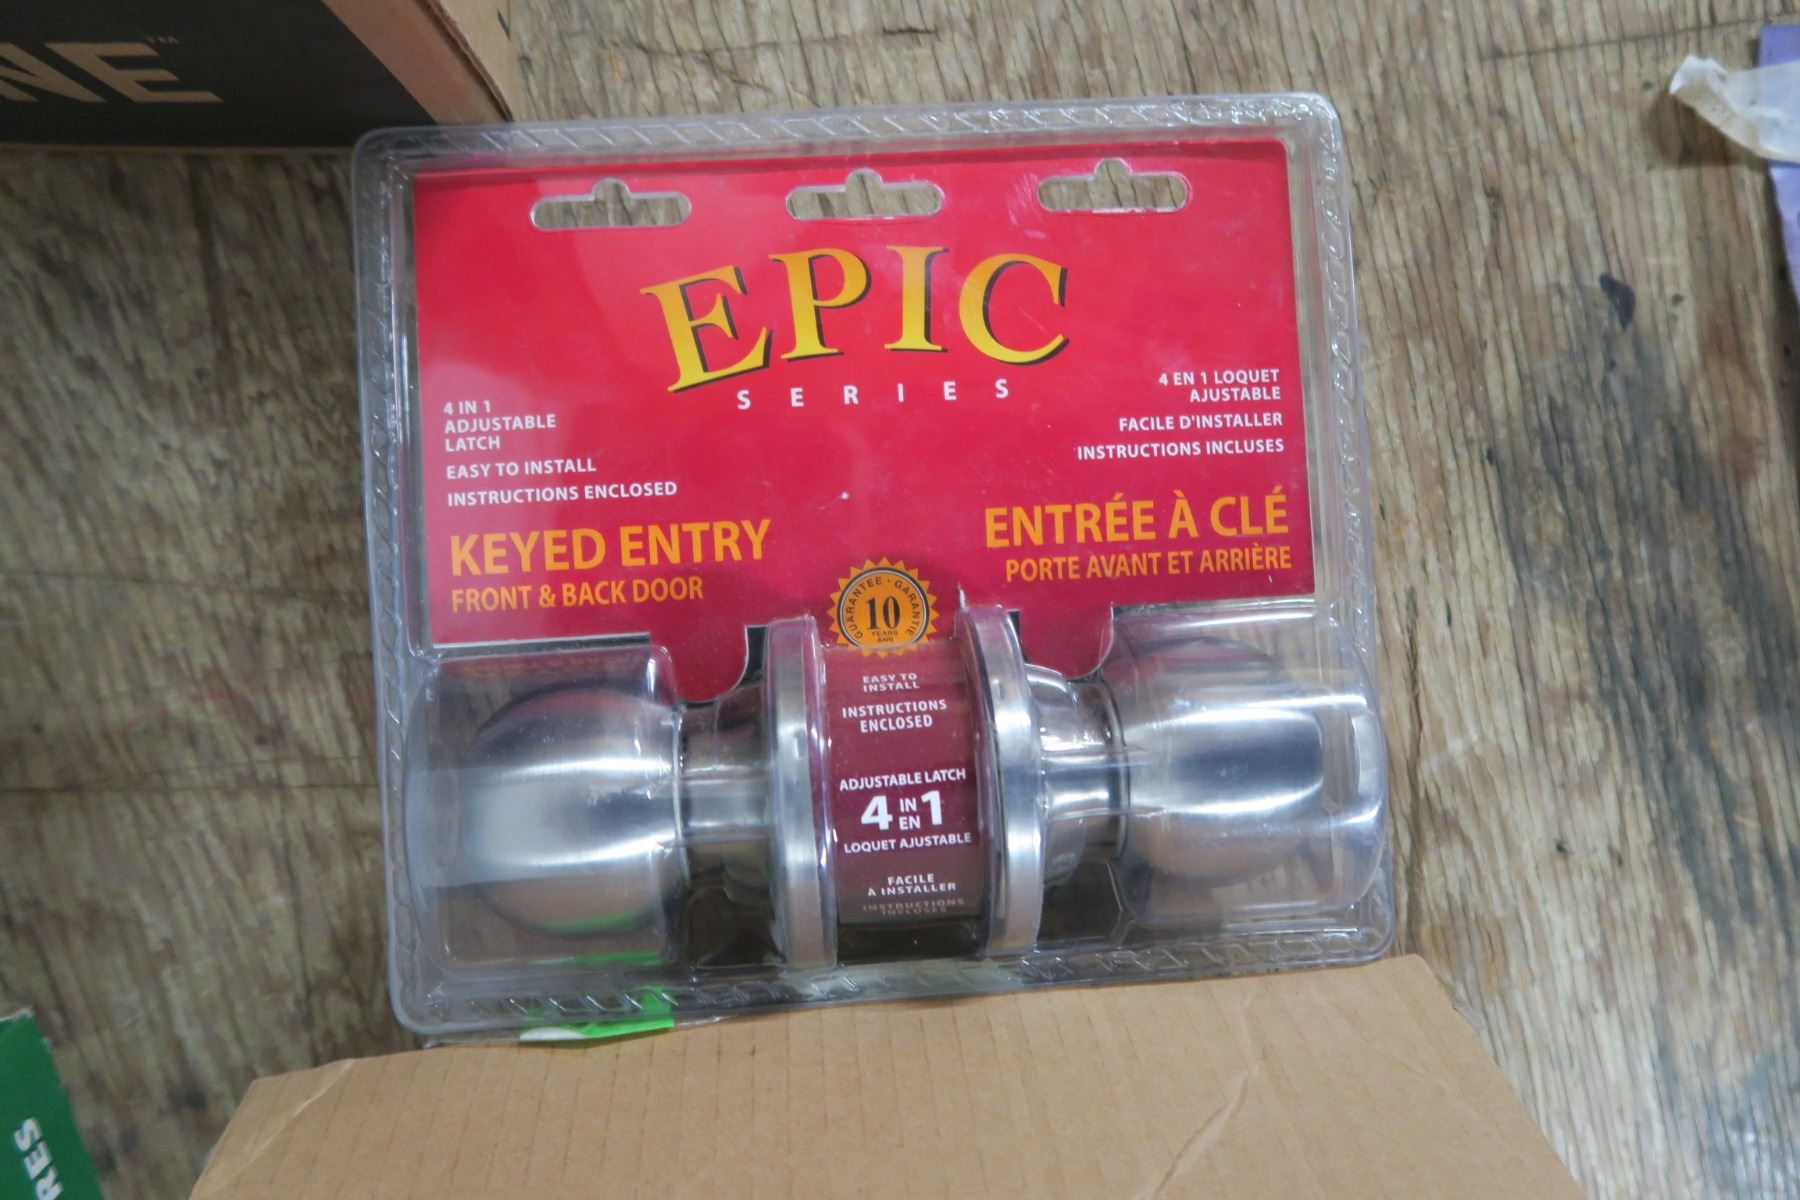 NE™
EPIC
SERIES
4 IN 1
ADJUSTABLE
LATCH
EASY TO INSTALL
INSTRUCTIONS ENCLOSED
KEYED ENTRY
FRONT & BACK DOOR
4 EN 1 LOQUET
AJUSTABLE
FACILE D'INSTALLER
INSTRUCTIONS INCLUSES
ENTRÉE À CLÉ
PORTE AVANT ET ARRIÈRE
GUARANTEE · GARANTIE
10
YEARS
ANS
EASY TO
INSTALL
INSTRUCTIONS
ENCLOSED
ADJUSTABLE LATCH
4 IN EN 1
LOQUET AJUSTABLE
FACILE
À INSTALLER
INSTRUCTIONS
INCLUSES
RES